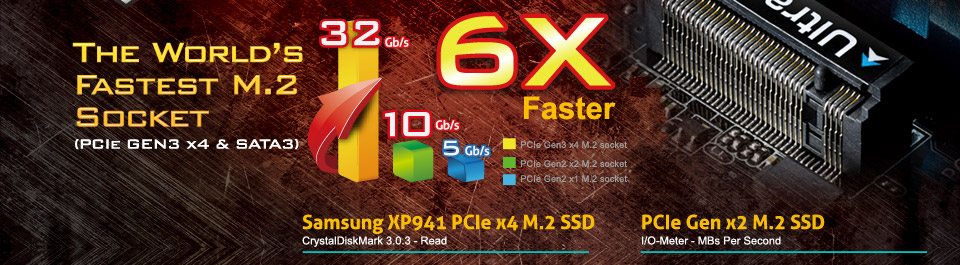 THE WORLD'S
FASTEST M.2
SOCKET
(PCIe GEN3 x4 & SATA3)
32 Gb/s
10 Gb/s
5 Gb/s
6X
Faster
PCIe Gen3 x4 M.2 socket
PCIe Gen2 x2 M.2 socket
PCIe Gen2 x1 M.2 socket
Ultra
Samsung XP941 PCIe x4 M.2 SSD
CrystalDiskMark 3.0.3 - Read
PCIe Gen x2 M.2 SSD
I/O-Meter - MBs Per Second